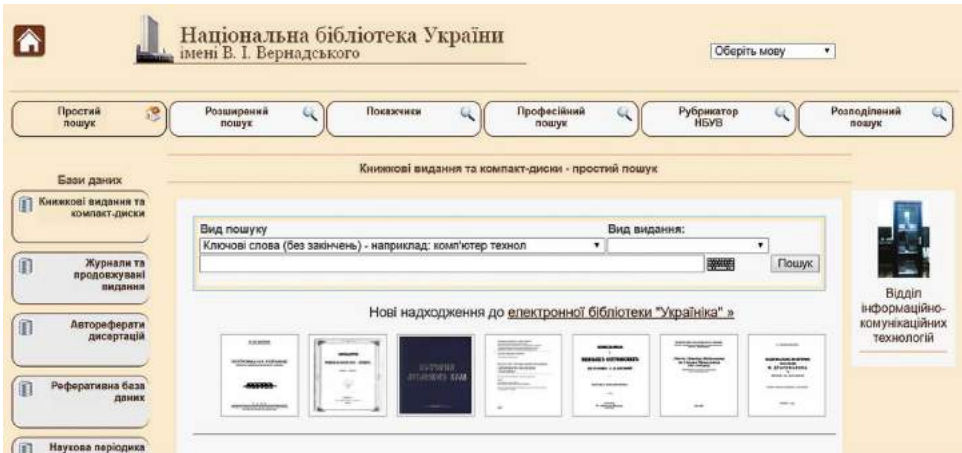 Національна бібліотека України
імені В. І. Вернадського
Оберіть мову
Простий
пошук
Розширений
пошук
Покажчики
Професійний
пошук
Рубрикатор
НБУВ
Розподілений
пошук
Бази даних
Книжкові видання та
компакт-диски
Журнали та
продовжувані
видання
Автореферати
дисертацій
Реферативна база
даних
Наукова періодика
Книжкові видання та компакт-диски - простий пошук
Вид пошуку
Вид видання:
Ключові слова (без закінчень) - наприклад: комп'ютер технол
Пошук
Нові надходження до електронної бібліотеки "Україніка" »
Відділ
інформаційно-
комунікаційних
технологій